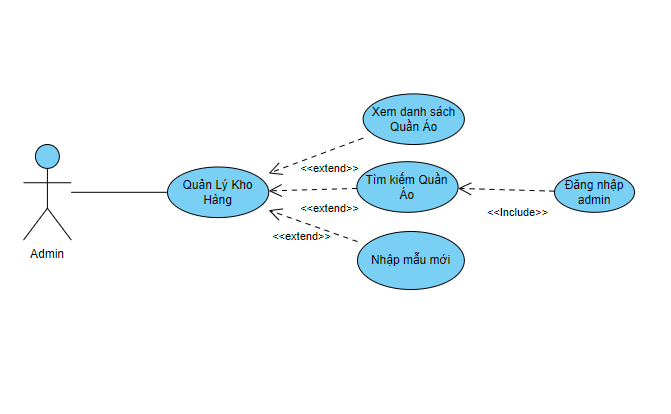 Xem danh sách
Quần Áo
<<extend>>
Quản Lý Kho
Hàng
Tìm kiếm Quần
Áo
Đăng nhập
admin
<<extend>>
<<Include>>
<<extend>>
Admin
Nhập mẫu mới